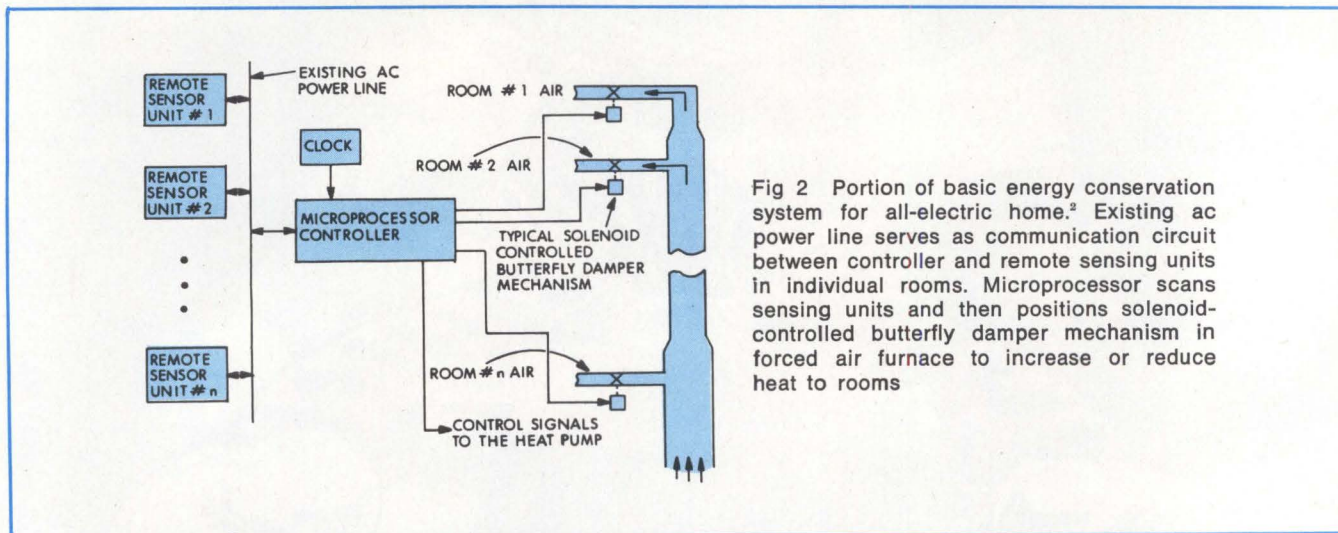 REMOTE
SENSOR
UNIT #1
EXISTING AC
POWER LINE
REMOTE
SENSOR
UNIT #2
REMOTE
SENSOR
UNIT #n
CLOCK
MICROPROCESSOR
CONTROLLER
ROOM #1 AIR
ROOM #2 AIR
TYPICAL SOLENOID
CONTROLLED
BUTTERFLY DAMPER
MECHANISM
ROOM #n AIR
CONTROL SIGNALS
TO THE HEAT PUMP
Fig 2 Portion of basic energy conservation
system for all-electric home.² Existing ac
power line serves as communication circuit
between controller and remote sensing units
in individual rooms. Microprocessor scans
sensing units and then positions solenoid-
controlled butterfly damper mechanism in
forced air furnace to increase or reduce
heat to rooms